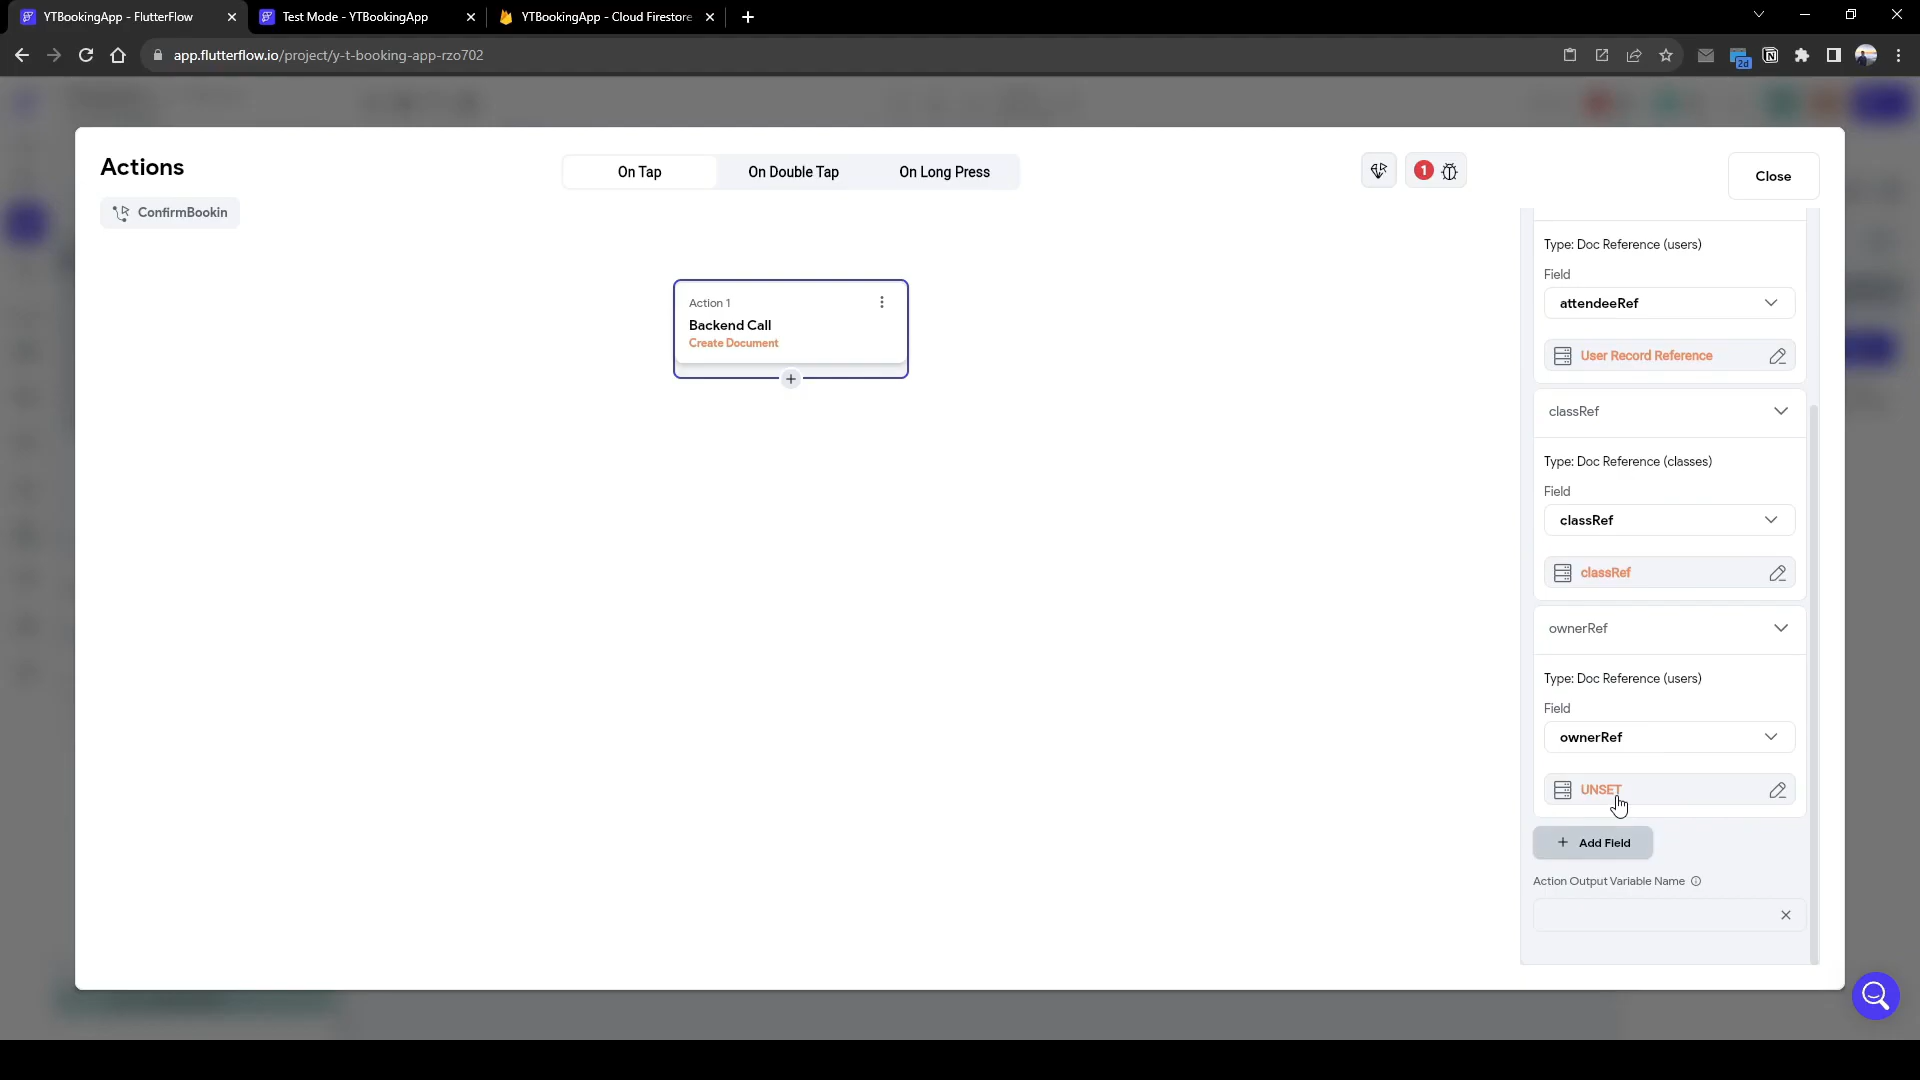 YTBookingApp - FlutterFlow
Test Mode - YTBookingApp
YTBookingApp - Cloud Firestore
app.flutterflow.io/project/y-t-booking-app-rzo702
2d
Actions
On Tap
On Double Tap
On Long Press
1
Close
ConfirmBookin
Action 1
Backend Call
Create Document
Type: Doc Reference (users)
Field
attendeeRef
User Record Reference
classRef
Type: Doc Reference (classes)
Field
classRef
classRef
ownerRef
Type: Doc Reference (users)
Field
ownerRef
UNSET
+ Add Field
Action Output Variable Name